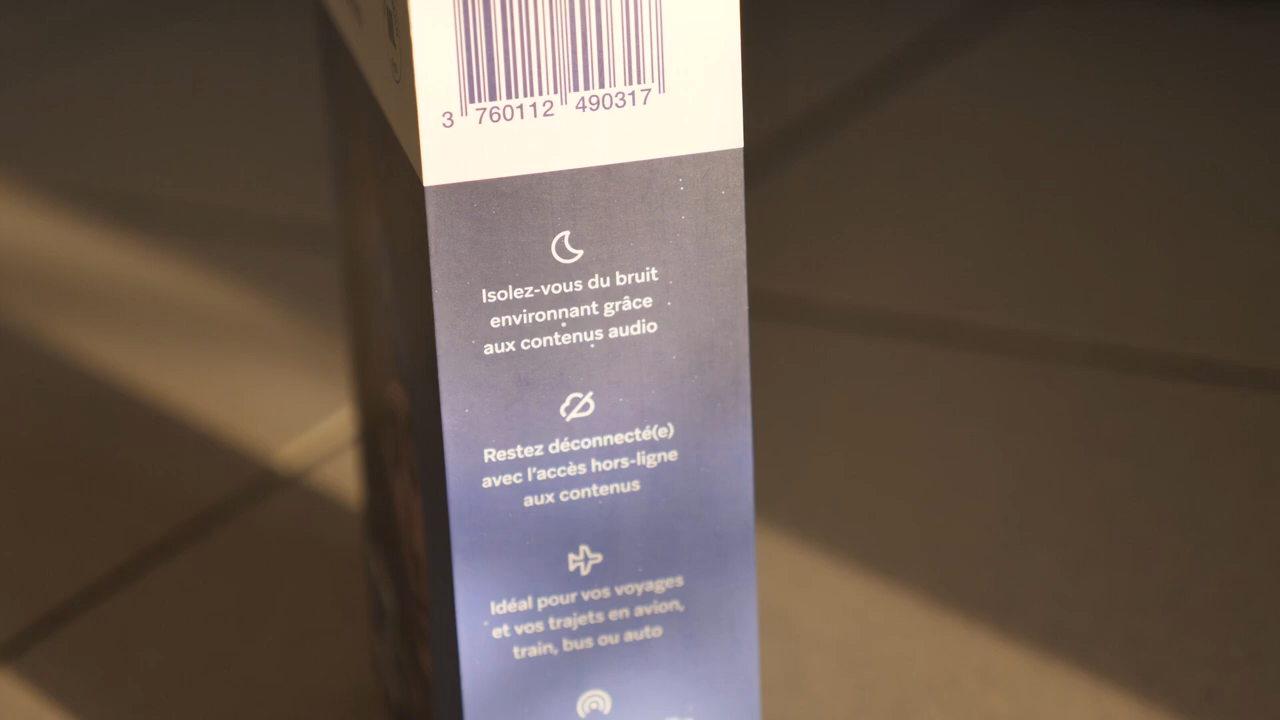 3 760112 490317
Isolez-vous du bruit
environnant grâce
aux contenus audio
Restez déconnecté(e)
avec l'accès hors-ligne
aux contenus
Idéal pour vos voyages
et vos trajets en avion,
train, bus ou auto